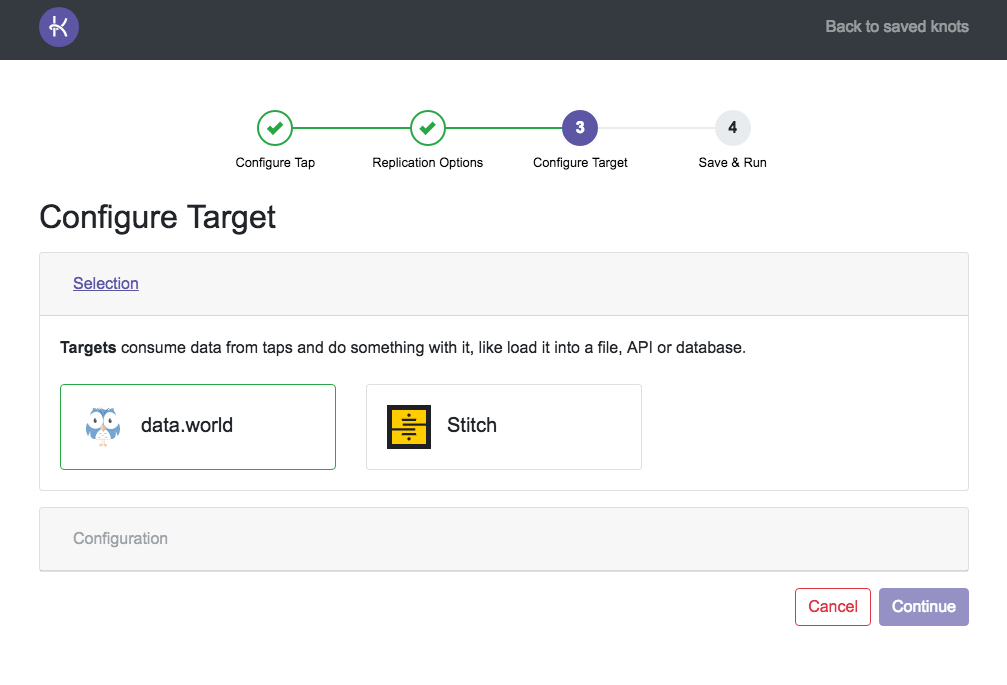 Back to saved knots
3
4
Configure Tap
Replication Options
Configure Target
Save & Run
Configure Target
Selection
Targets consume data from taps and do something with it, like load it into a file, API or database.
data.world
Stitch
Configuration
Cancel
Continue